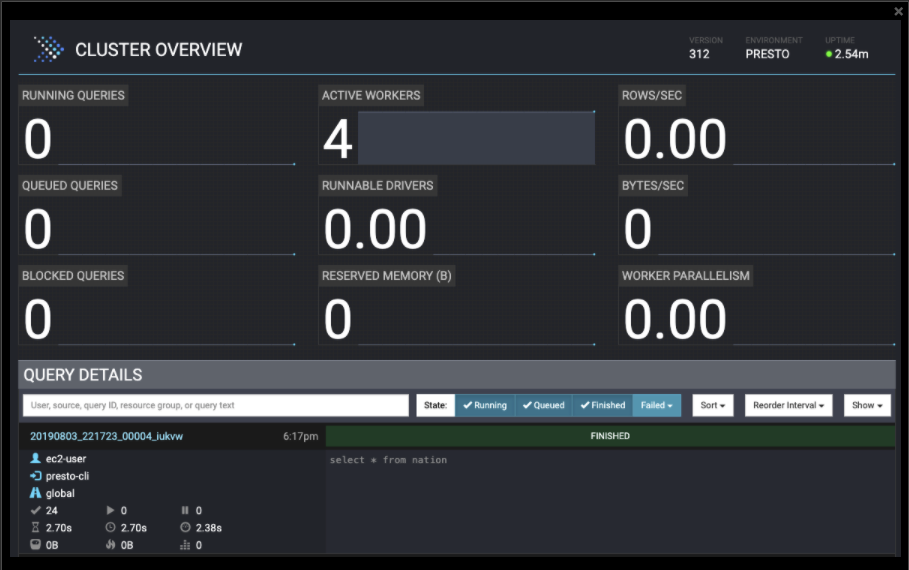 CLUSTER OVERVIEW
VERSION
312
ENVIRONMENT
PRESTO
UPTIME
2.54m
RUNNING QUERIES
0
ACTIVE WORKERS
4
ROWS/SEC
0.00
QUEUED QUERIES
0
RUNNABLE DRIVERS
0.00
BYTES/SEC
0
BLOCKED QUERIES
0
RESERVED MEMORY (B)
0
WORKER PARALLELISM
0.00
QUERY DETAILS
User, source, query ID, resource group, or query text
State: Running Queued Finished Failed Sort Reorder Interval Show
20190803_221723_00004_iukvw 6:17pm FINISHED
ec2-user
select * from nation
presto-cli
global
24 0 0
2.70s 2.70s 2.38s
0B 0B 0